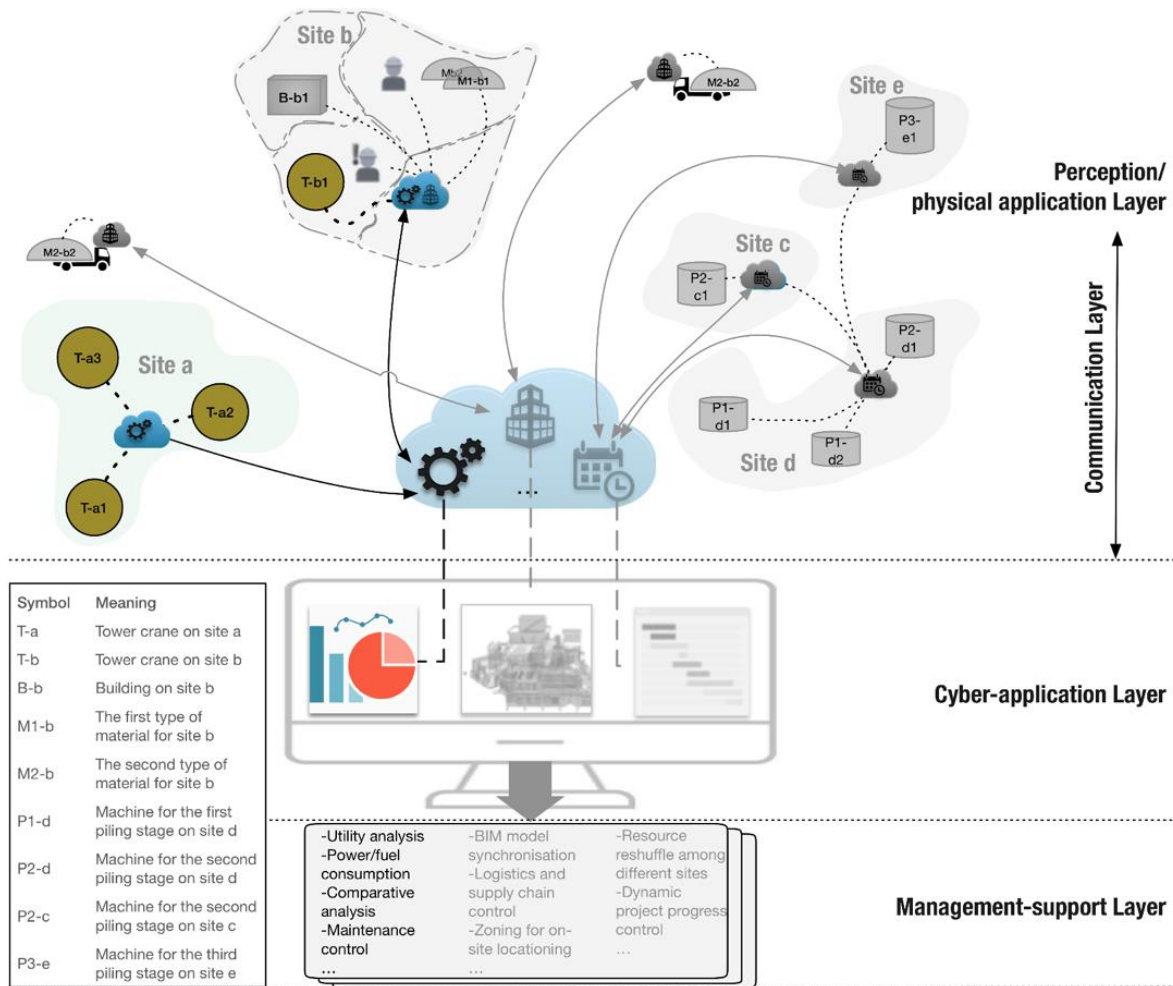 Site b
B-b1
Mb2
M1-b1
T-b1
M2-b2
Site e
P3-
e1
Perception/
physical application Layer
M2-b2
Site c
P2-
c1
Communication Layer
Site a
T-a3
T-a2
T-a1
P2-
d1
P1-
d1
P1-
d2
Site d
...
Symbol Meaning
T-a Tower crane on site a
T-b Tower crane on site b
B-b Building on site b
M1-b The first type of
material for site b
M2-b The second type of
material for site b
P1-d Machine for the first
piling stage on site d
P2-d Machine for the second
piling stage on site d
P2-c Machine for the second
piling stage on site c
P3-e Machine for the third
piling stage on site e
Cyber-application Layer
-Utility analysis
-Power/fuel
consumption
-Comparative
analysis
-Maintenance
control
...
-BIM model
synchronisation
-Logistics and
supply chain
control
-Zoning for on-
site locationing
...
-Resource
reshuffle among
different sites
-Dynamic
project progress
control
...
Management-support Layer